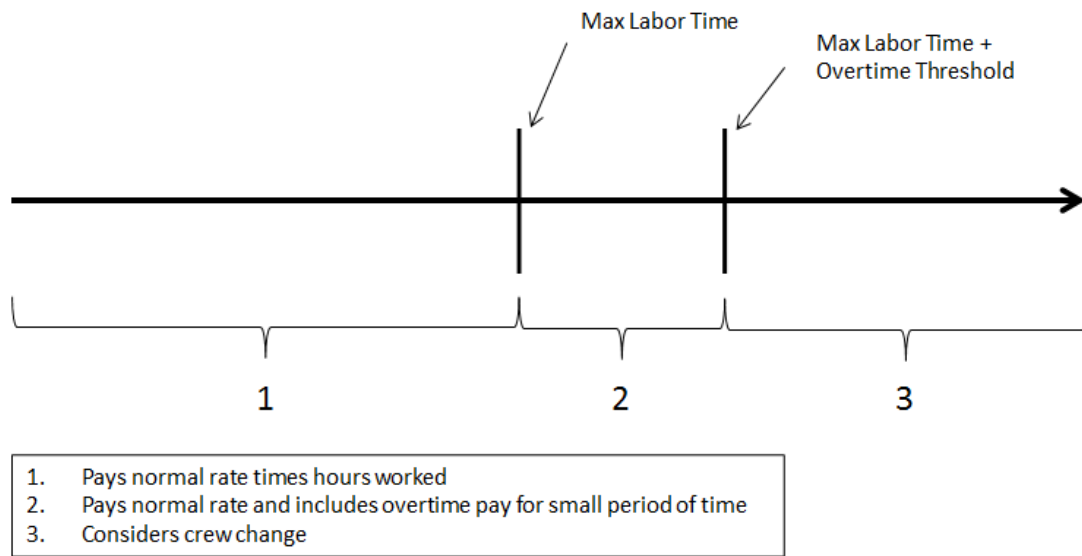 Max Labor Time
Max Labor Time +
Overtime Threshold
1
2
3
1. Pays normal rate times hours worked
2. Pays normal rate and includes overtime pay for small period of time
3. Considers crew change